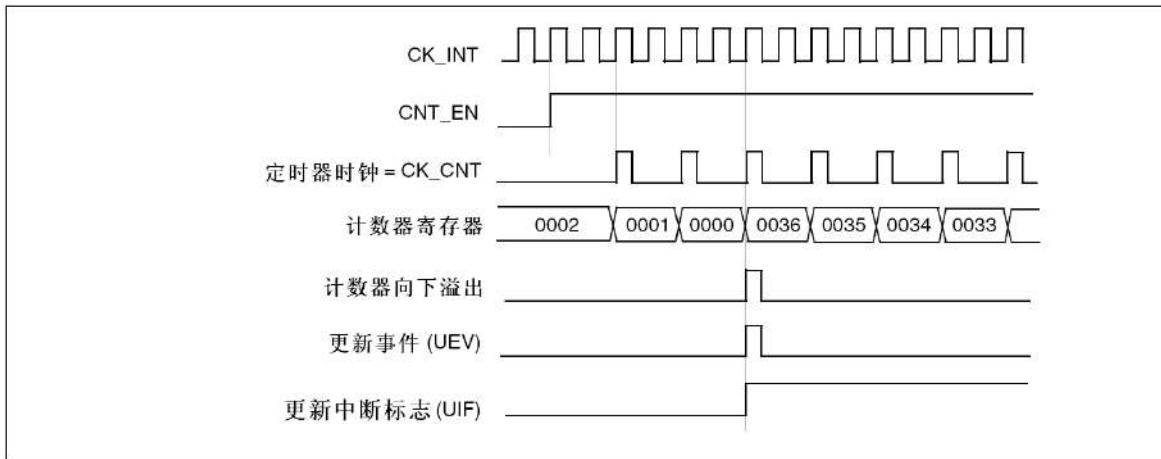 CK_INT
CNT_EN
定时器时钟 = CK_CNT
计数器寄存器 0002 0001 0000 0036 0035 0034 0033
计数器向下溢出
更新事件 (UEV)
更新中断标志 (UIF)